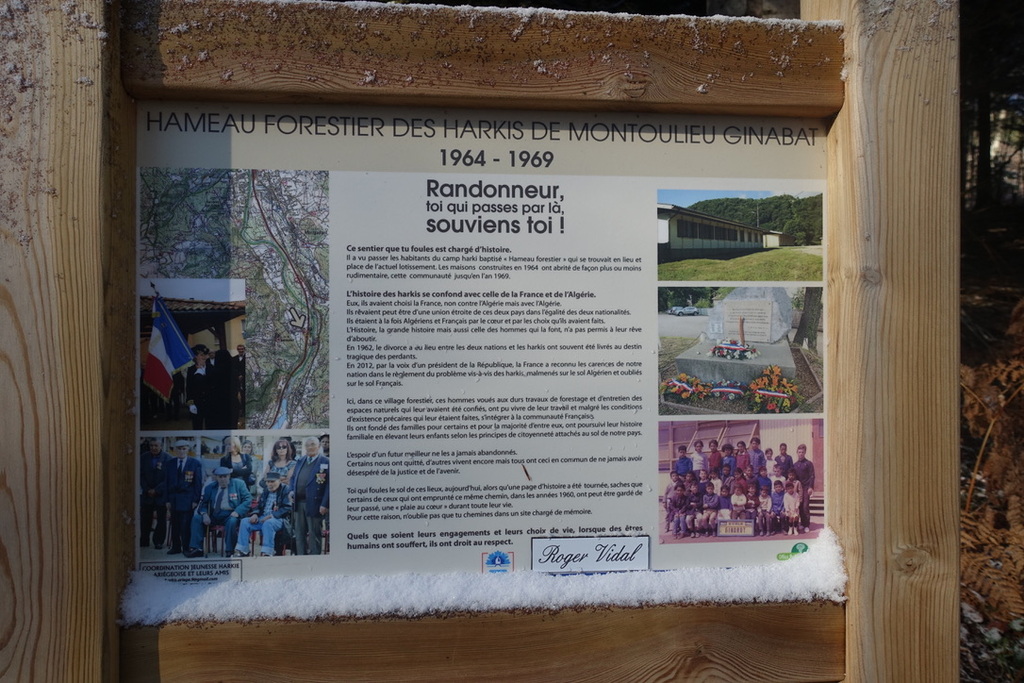 HAMEAU FORESTIER DES HARKIS DE MONTOULIEU GINABAT
1964 - 1969
Randonneur,
toi qui passes par là,
souviens toi !
Ce sentier que tu foules est chargé d'histoire.
Il a vu passer les habitants du camp harki baptisé « Hameau forestier » qui se trouvait en lieu et
place de l'actuel lotissement. Les maisons construites en 1964 ont abrité de façon plus ou moins
rudimentaire, cette communauté jusqu'en l'an 1969.
L'histoire des harkis se confond avec celle de la France et de l'Algérie.
Eux, ils avaient choisi la France, non contre l'Algérie mais avec l'Algérie.
Ils rêvaient peut être d'une union étroite de ces deux pays dans l'égalité des deux nationalités.
Ils étaient à la fois Algériens et Français par le cœur et par les choix qu'ils avaient faits.
L'Histoire, la grande histoire mais aussi celle des hommes qui la font, n'a pas permis à leur rêve
d'aboutir.
En 1962, le divorce a eu lieu entre les deux nations et les harkis ont souvent été livrés au destin
tragique des perdants.
En 2012, par la voix d'un président de la République, la France a reconnu les carences de notre
nation dans le règlement du problème vis-à-vis des harkis, malmenés sur le sol Algérien et oubliés
sur le sol Français.
Ici, dans ce village forestier, ces hommes voués aux durs travaux de forestage et d'entretien des
espaces naturels qui leur avaient été confiés, ont pu vivre de leur travail et malgré les conditions
d'existence précaires qui leur étaient faites, s'intégrer à la communauté Française.
Ils ont fondé des familles pour certains et pour la majorité d'entre eux, ont poursuivi leur histoire
familiale en élevant leurs enfants selon les principes de citoyenneté attachés au sol de notre pays.
L'espoir d'un futur meilleur ne les a jamais abandonnés.
Certains nous ont quitté, d'autres vivent encore mais tous ont ceci en commun de ne jamais avoir
désespéré de la justice et de l'avenir.
Toi qui foules le sol de ces lieux, aujourd'hui, alors qu'une page d'histoire a été tournée, saches que
certains de ceux qui ont emprunté ce même chemin, dans les années 1960, ont peut être gardé de
leur passé, une « plaie au cœur » durant toute leur vie.
Pour cette raison, n'oublie pas que tu chemines dans un site chargé de mémoire.
Quels que soient leurs engagements et leurs choix de vie, lorsque des êtres
humains ont souffert, ils ont droit au respect.
Roger Vidal
COORDINATION JEUNESSE HARKIE
ARIÉGEOISE ET LEURS AMIS